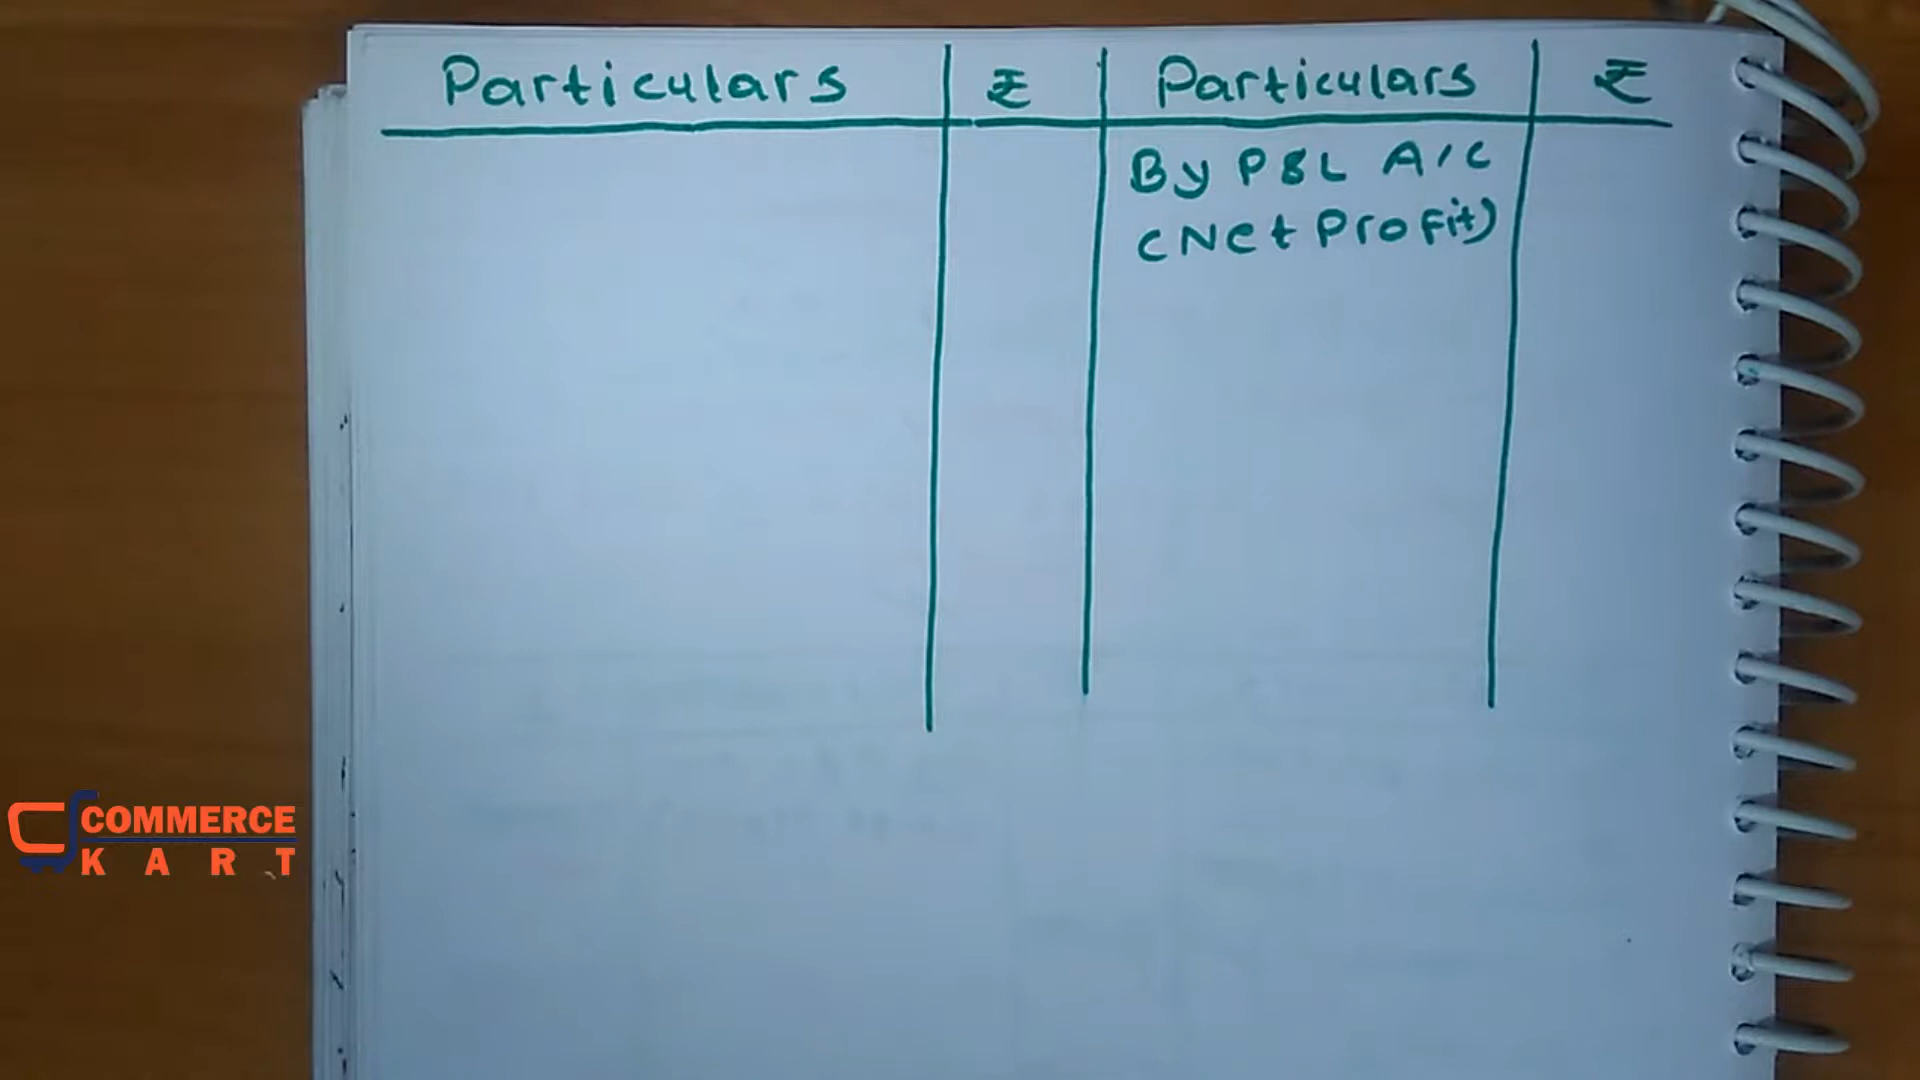 Particulars ₹ Particulars ₹
By P&L A/C
(Net Profit)
COMMERCE
KART